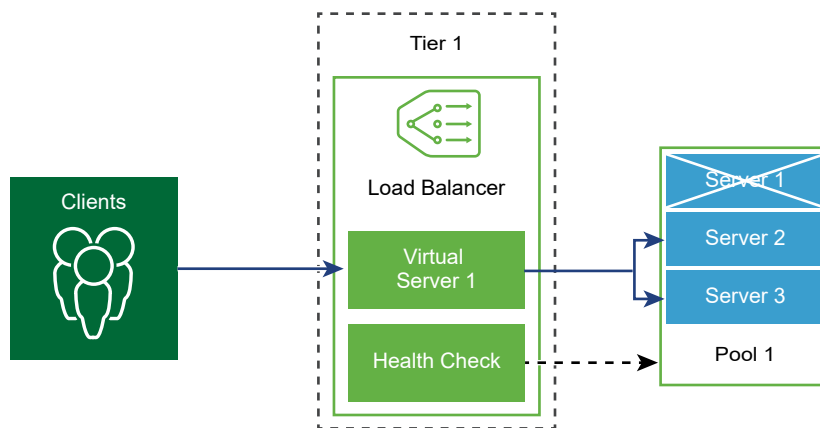 Tier 1
Load Balancer
Clients
Virtual
Server 1
Health Check
Server 1
Server 2
Server 3
Pool 1